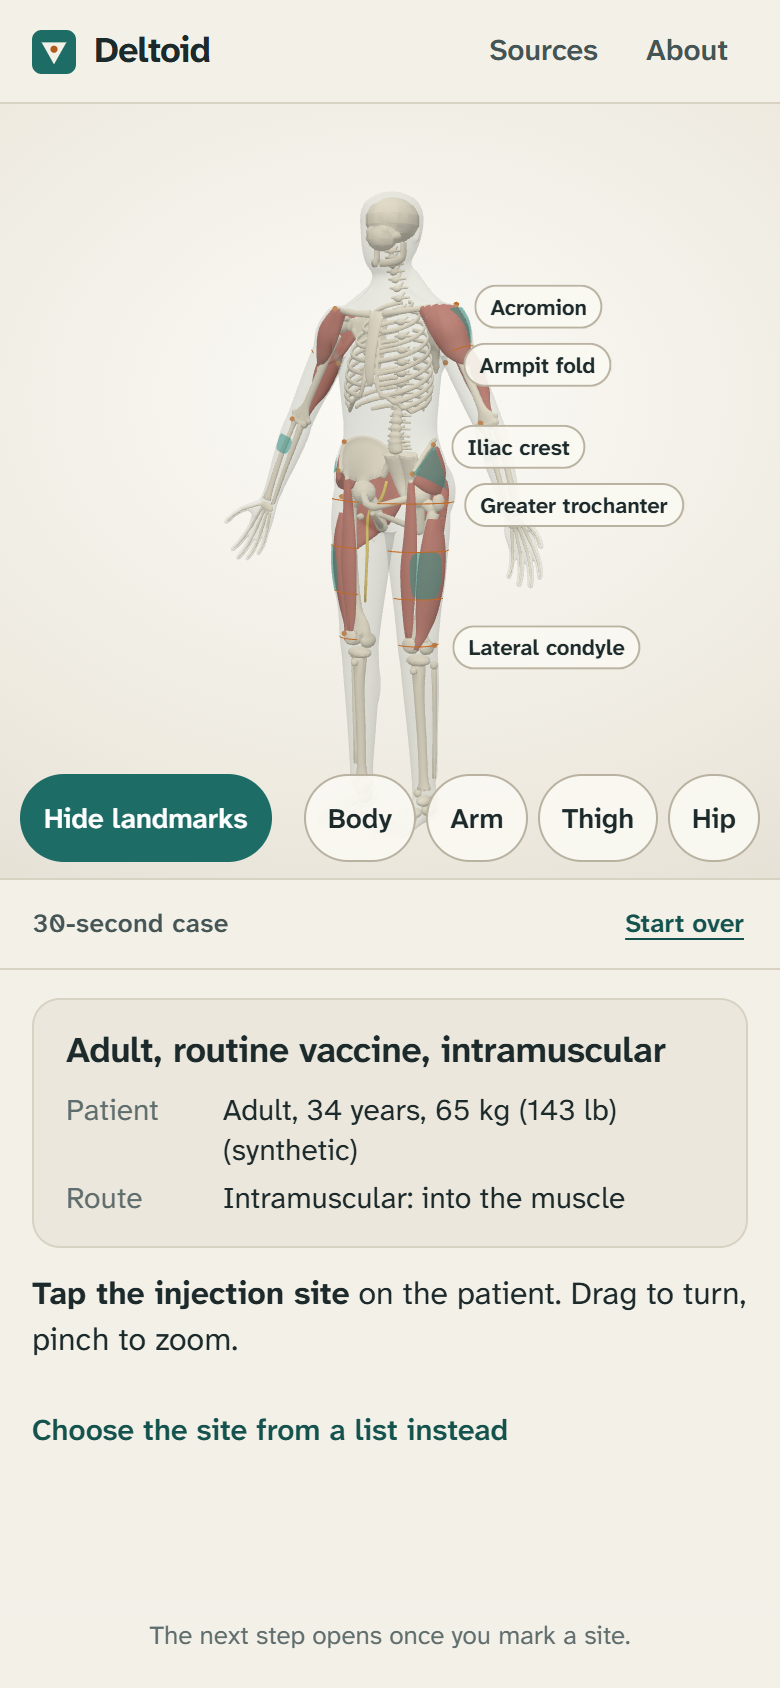 Deltoid
Sources
About
Acromion
Armpit fold
Iliac crest
Greater trochanter
Lateral condyle
Hide landmarks
Body
Arm
Thigh
Hip
30-second case
Start over
Adult, routine vaccine, intramuscular
Patient
Adult, 34 years, 65 kg (143 lb)
(synthetic)
Route
Intramuscular: into the muscle
Tap the injection site on the patient. Drag to turn,
pinch to zoom.
Choose the site from a list instead
The next step opens once you mark a site.